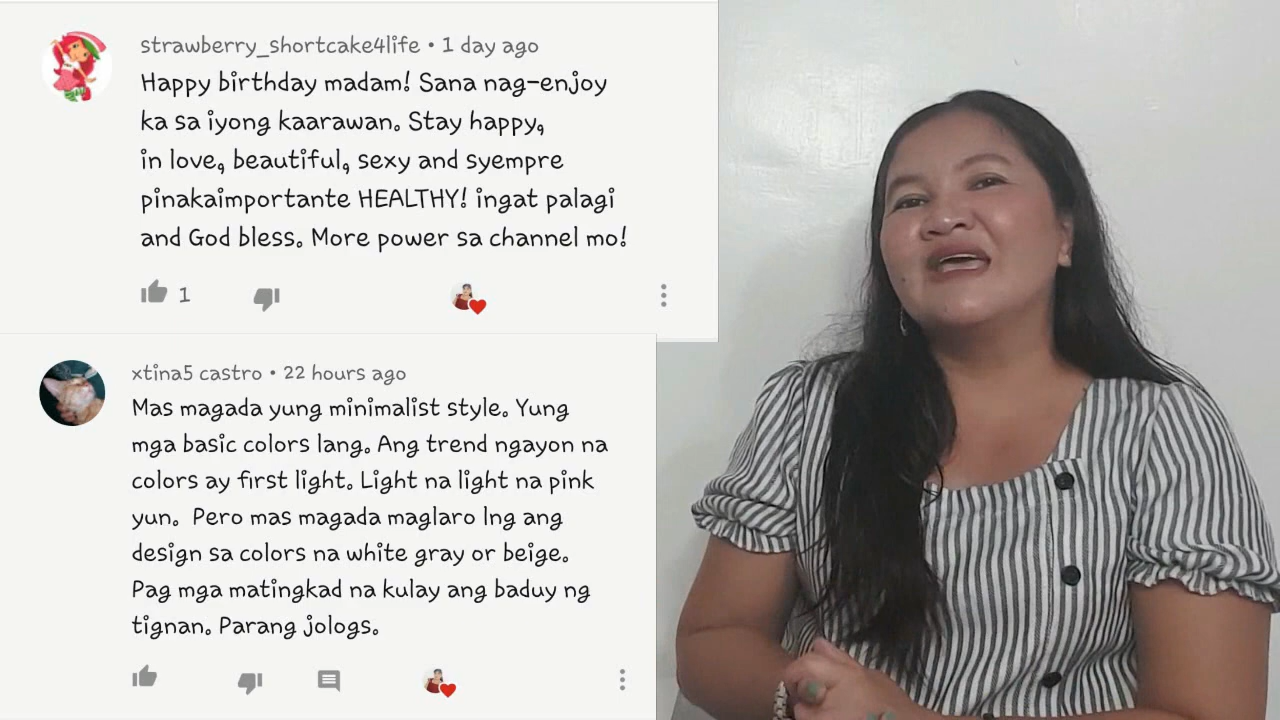 strawberry_shortcake4life • 1 day ago
Happy birthday madam! Sana nag-enjoy
ka sa iyong kaarawan. Stay happy,
in love, beautiful, sexy and syempre
pinakaimportante HEALTHY! ingat palagi
and God bless. More power sa channel mo!
1
xtina5 castro • 22 hours ago
Mas magada yung minimalist style. Yung
mga basic colors lang. Ang trend ngayon na
colors ay first light. Light na light na pink
yun. Pero mas magada maglaro lng ang
design sa colors na white gray or beige.
Pag mga matingkad na kulay ang baduy ng
tignan. Parang jologs.